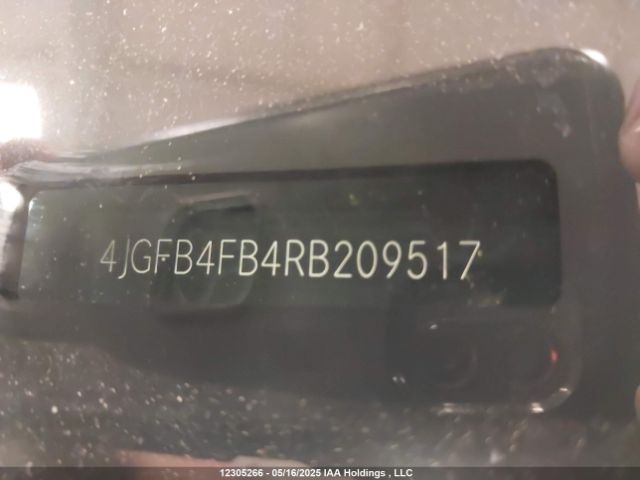 4JGFB4FB4RB209517
12305266 - 05/16/2025 IAA Holdings , LLC